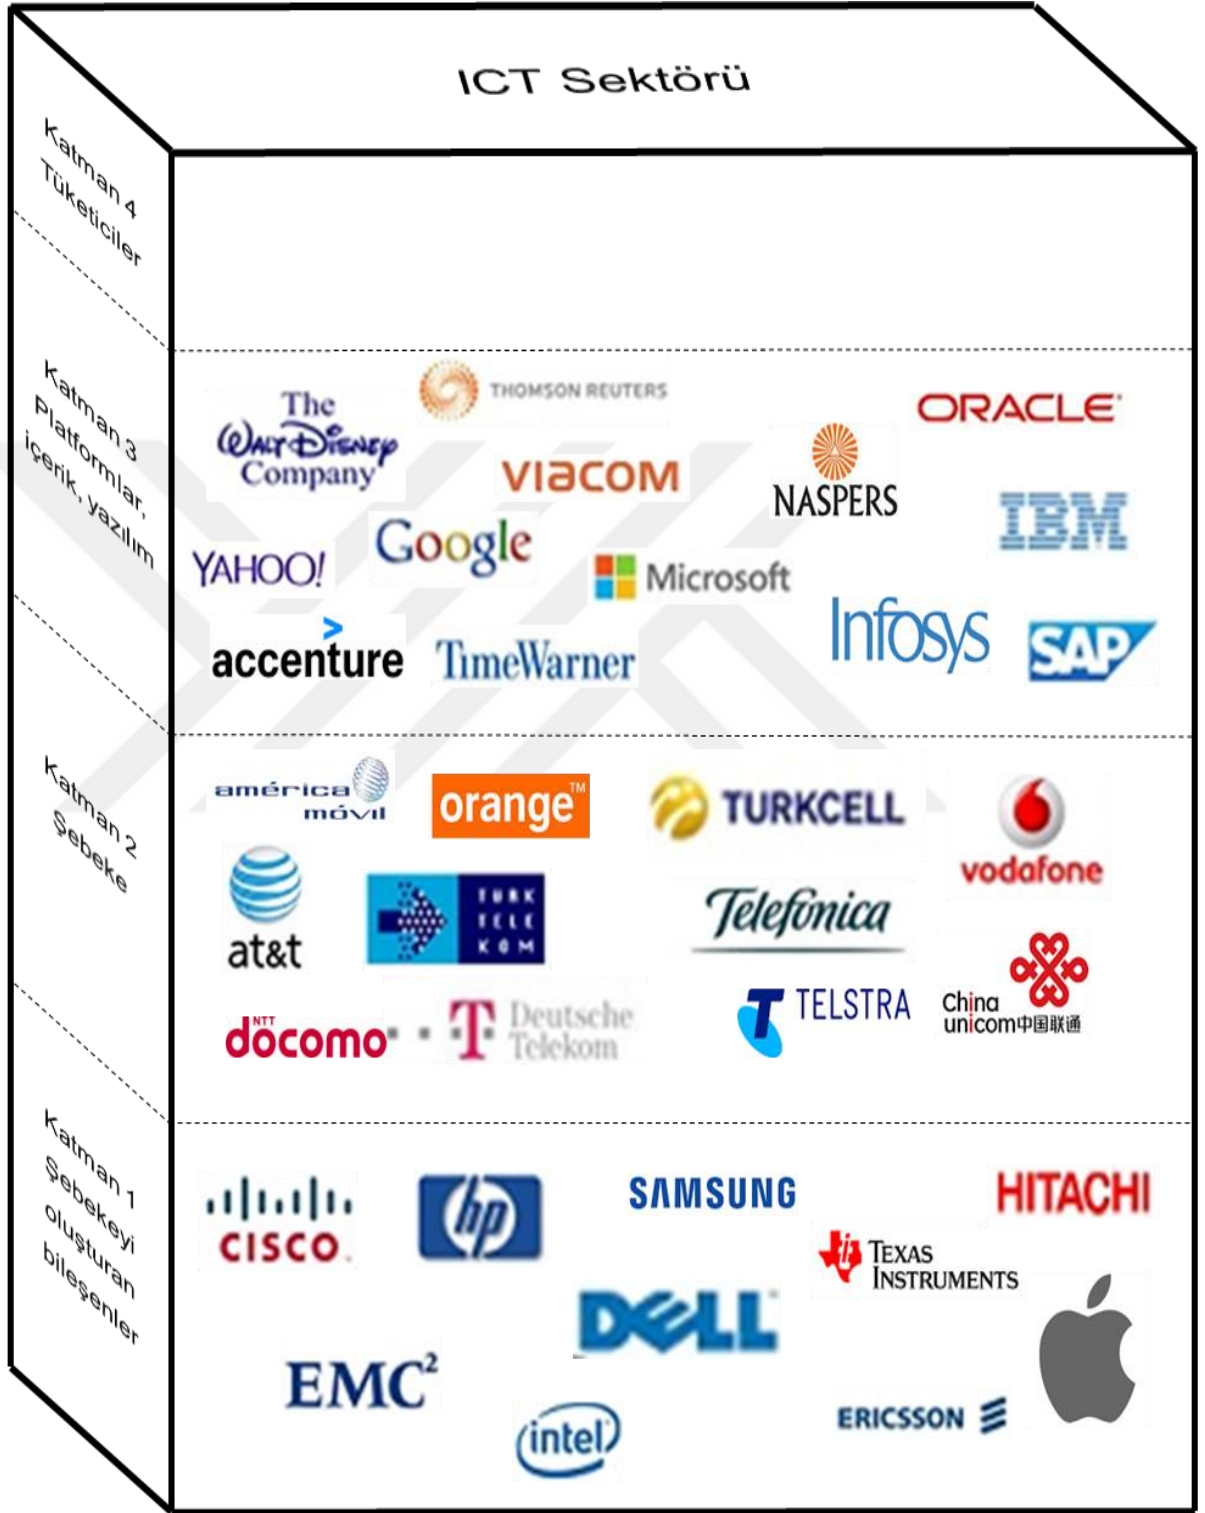 ICT Sektörü
Katman 4
Tüketiciler
Katman 3
Platformlar,
içerik, yazılım
The
WALT DISNEY
Company
THOMSON REUTERS
ORACLE
VIACOM
NASPERS
IBM
YAHOO!
Google
Microsoft
accenture
TimeWarner
Infosys
SAP
Katman 2
Şebeke
américa
móvil
orange™
TURKCELL
vodafone
at&t
TURK
TELE
KOM
Telefónica
NTT
döcomo
T Deutsche
Telekom
T TELSTRA
China
unicom中国联通
Katman 1
Şebekeyi
oluşturan
bileşenler
CISCO
hp
SAMSUNG
HITACHI
TEXAS
INSTRUMENTS
DELL
EMC²
intel
ERICSSON